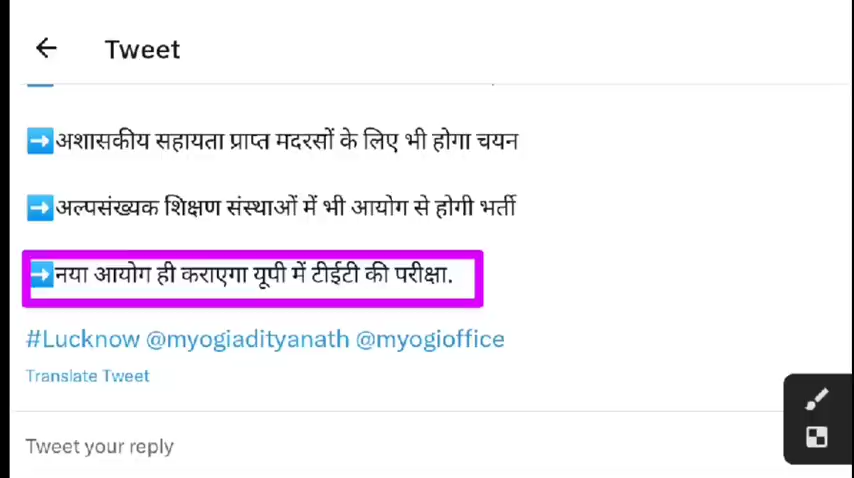 Tweet
➡️अशासकीय सहायता प्राप्त मदरसों के लिए भी होगा चयन
➡️अल्पसंख्यक शिक्षण संस्थाओं में भी आयोग से होगी भर्ती
➡️नया आयोग ही कराएगा यूपी में टीईटी की परीक्षा.
#Lucknow @myogiadityanath @myogioffice
Translate Tweet
Tweet your reply